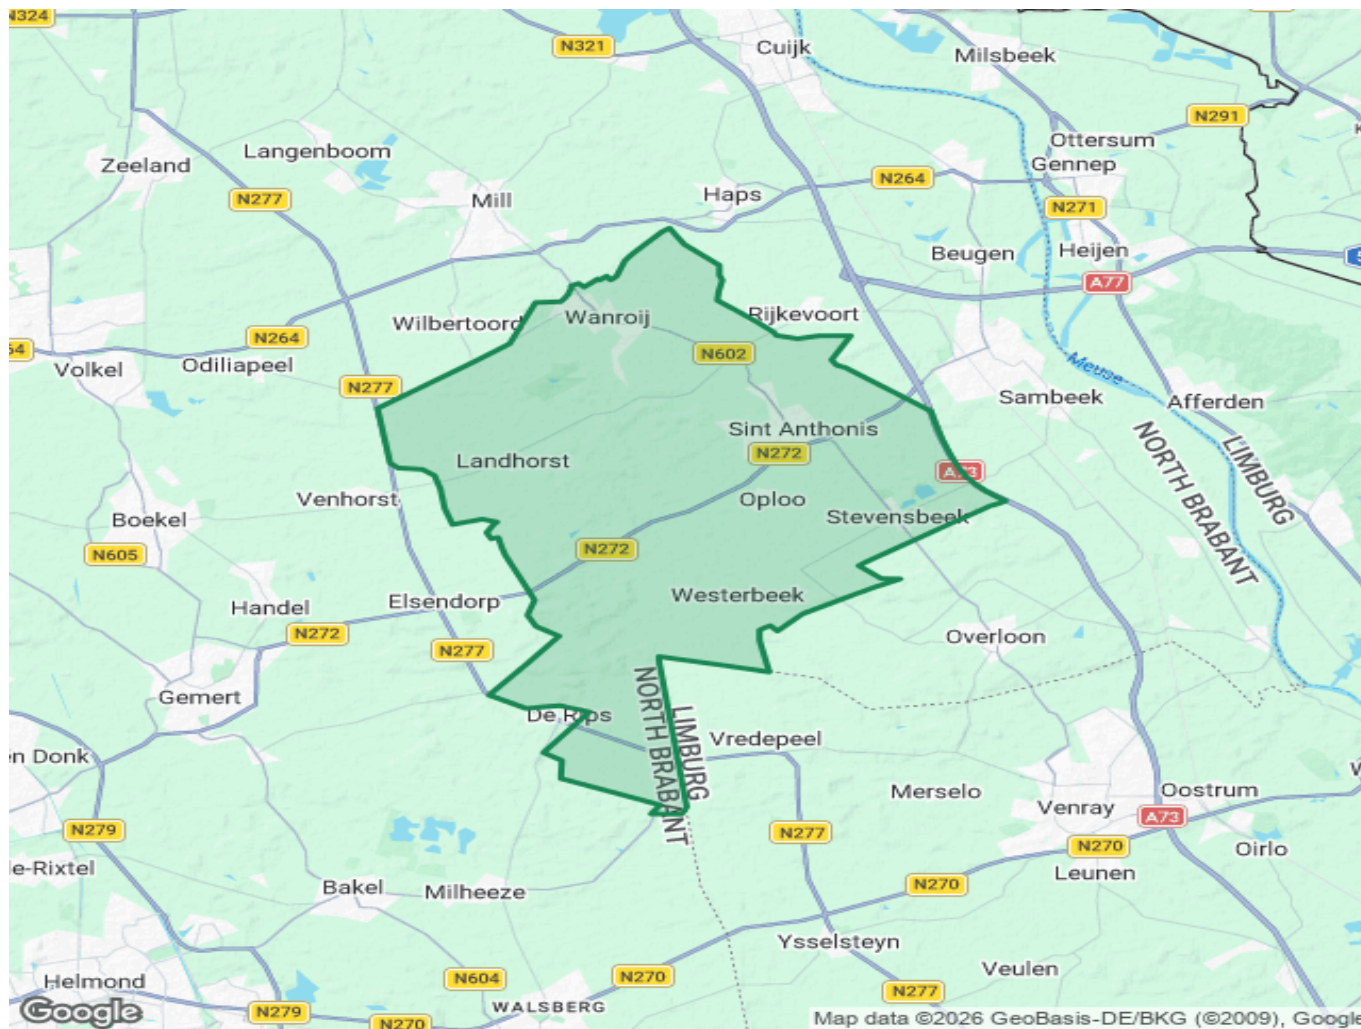 N324
N321
Cuijk
Milsbeek
N291
Ottersum
Gennep
Langenboom
Zeeland
N277
Mill
Haps
N264
N271
Beugen
Heijen
A77
Wilbertoord
Wanroij
Rijkevoort
N264
64
Odiliapeel
Volkel
N277
N602
Meuse
Sambeek
Afferden
Sint Anthonis
N272
Landhorst
A73
NORTH BRABANT
LIMBURG
Venhorst
Oploo
Stevensbeek
Boekel
N605
N272
Handel
Elsendorp
Westerbeek
N272
N277
Overloon
Gemert
De Rips
NORTH BRABANT
LIMBURG
Vredepeel
en Donk
Merselo
Venray
Oostrum
A73
N279
N277
N270
Oirlo
e-Rixtel
Bakel
Milheeze
N270
Leunen
Ysselsteyn
Veulen
Helmond
N604
N270
N277
WALSBERG
N279
N270
Google
Map data ©2026 GeoBasis-DE/BKG (©2009), Google